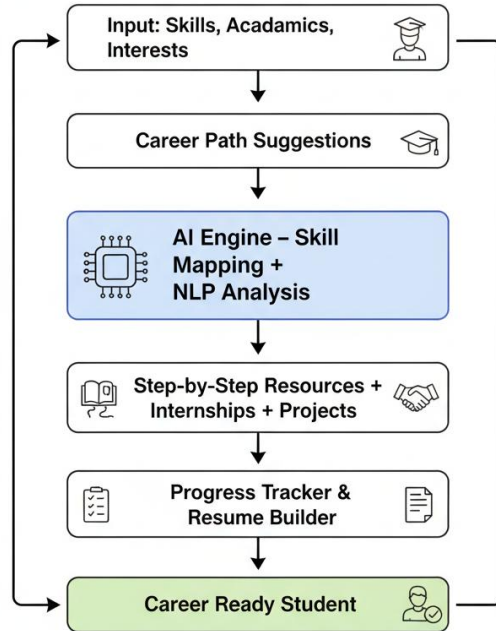 Input: Skills, Acadamics,
Interests
Career Path Suggestions
AI Engine – Skill
Mapping +
NLP Analysis
Step-by-Step Resources +
Internships + Projects
Progress Tracker &
Resume Builder
Career Ready Student